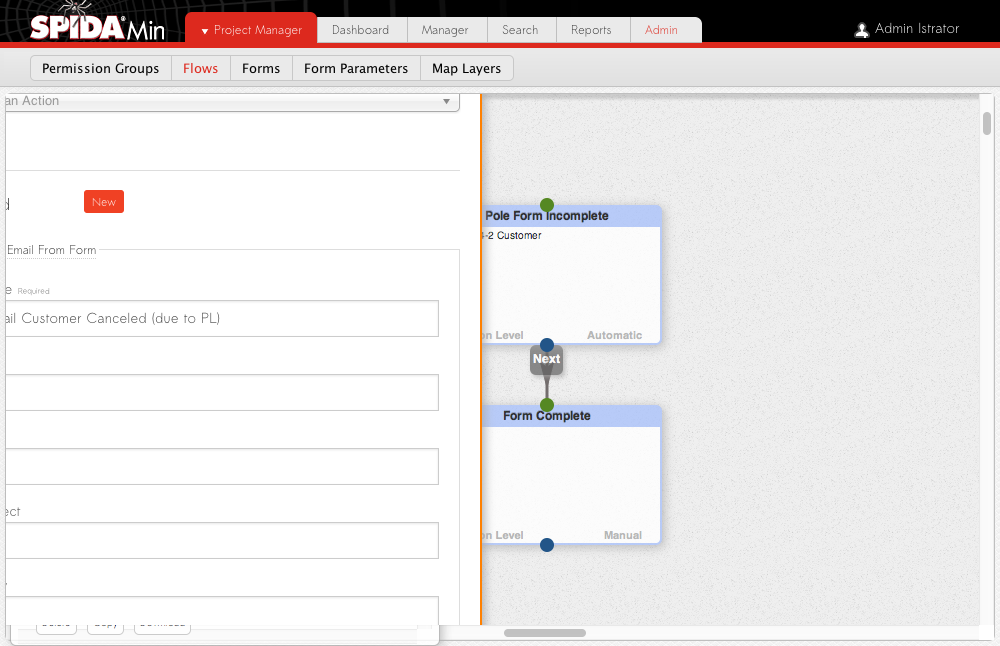 SPIDA® Min
▼ Project Manager
Dashboard
Manager
Search
Reports
Admin
Admin Istrator
Permission Groups
Flows
Forms
Form Parameters
Map Layers
an Action
New
Email From Form
Required
Customer Canceled (due to PL)
Pole Form Incomplete
-2 Customer
Level
Automatic
Next
Form Complete
Level
Manual
Copy
Download